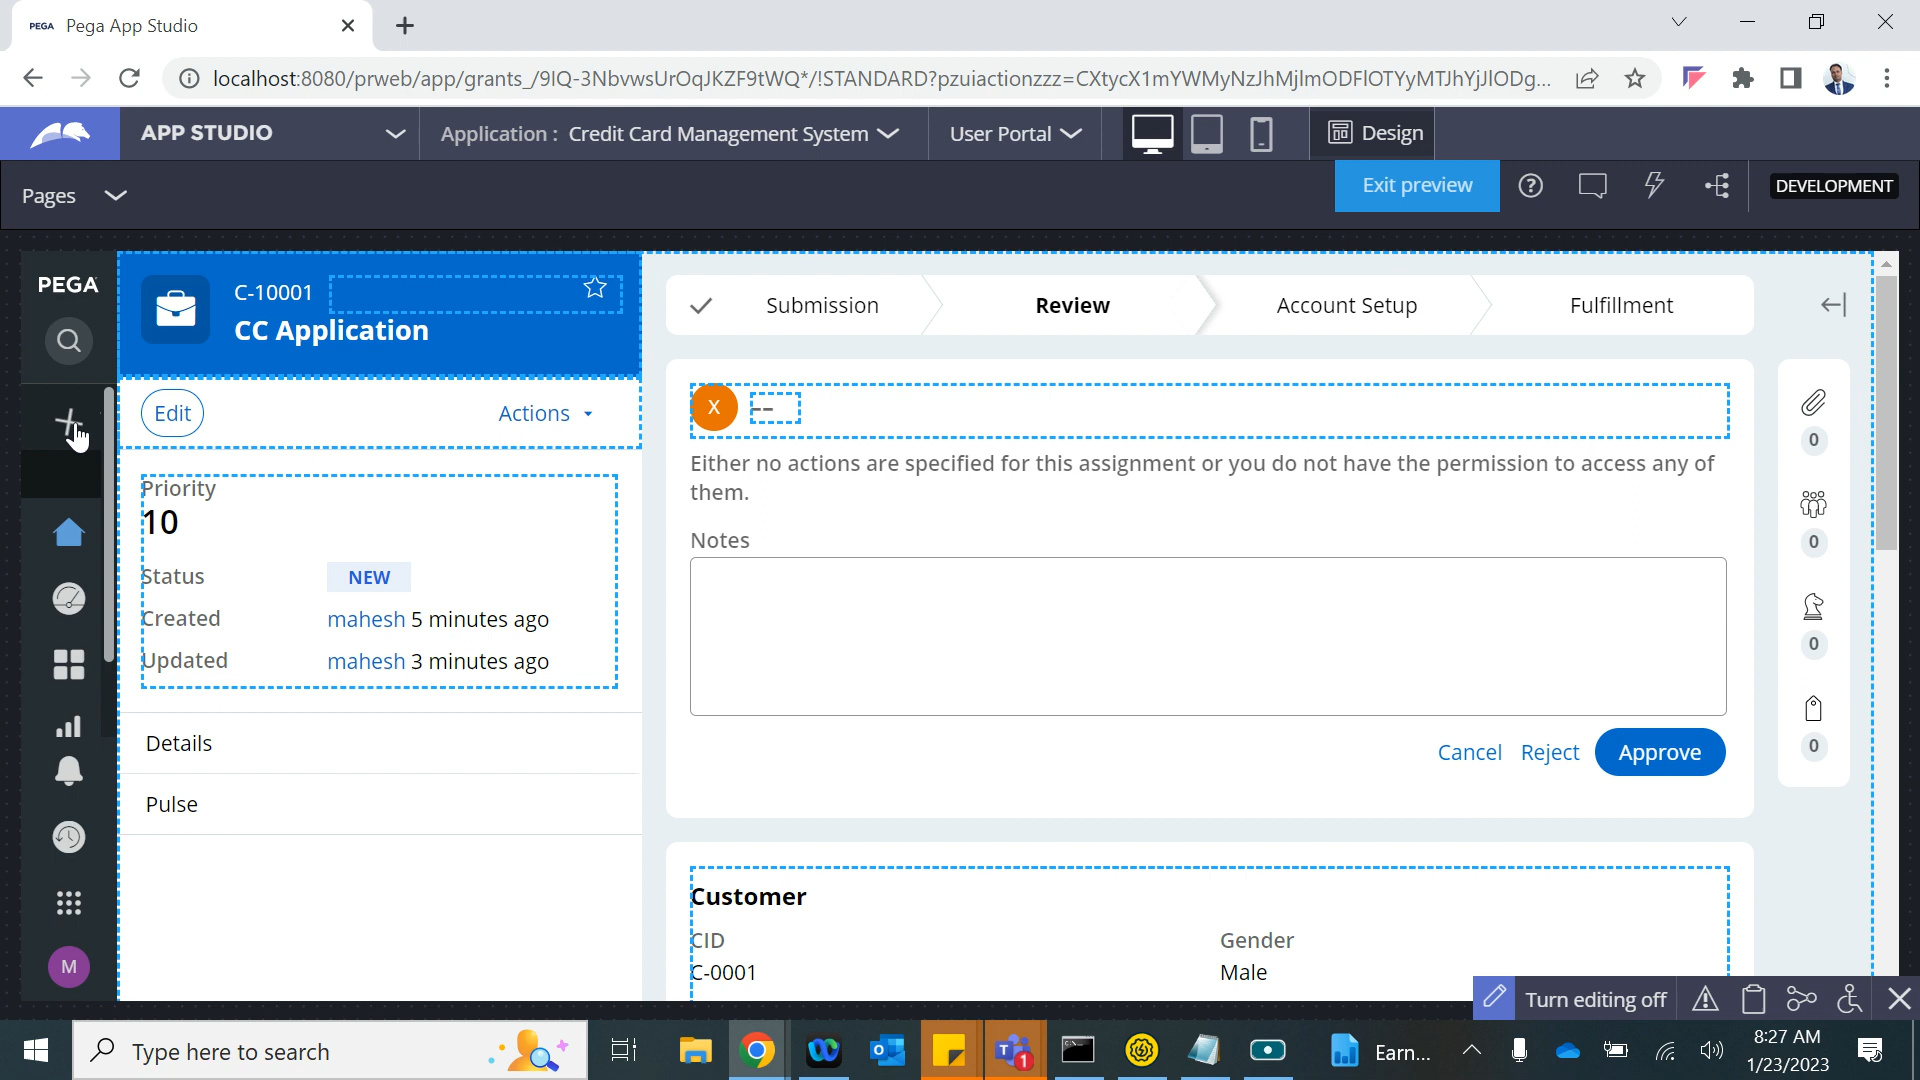 PEGA Pega App Studio
localhost:8080/prweb/app/grants_/9IQ-3NbvwsUrOqJKZF9tWQ*/!STANDARD?pzuiactionzzz=CXtycX1mYWMyNzJhMjlmODFlOTYyMTJhYjJlODg...
APP STUDIO
Application : Credit Card Management System
User Portal
Design
Pages
Exit preview
DEVELOPMENT
PEGA
C-10001
CC Application
Submission
Review
Account Setup
Fulfillment
Edit
Actions
X
--
Either no actions are specified for this assignment or you do not have the permission to access any of
them.
Priority
10
Status NEW
Created mahesh 5 minutes ago
Updated mahesh 3 minutes ago
Notes
Cancel Reject Approve
0
0
0
0
Details
Pulse
M
Customer
CID
C-0001
Gender
Male
Turn editing off
Type here to search
1
Earn...
8:27 AM
1/23/2023